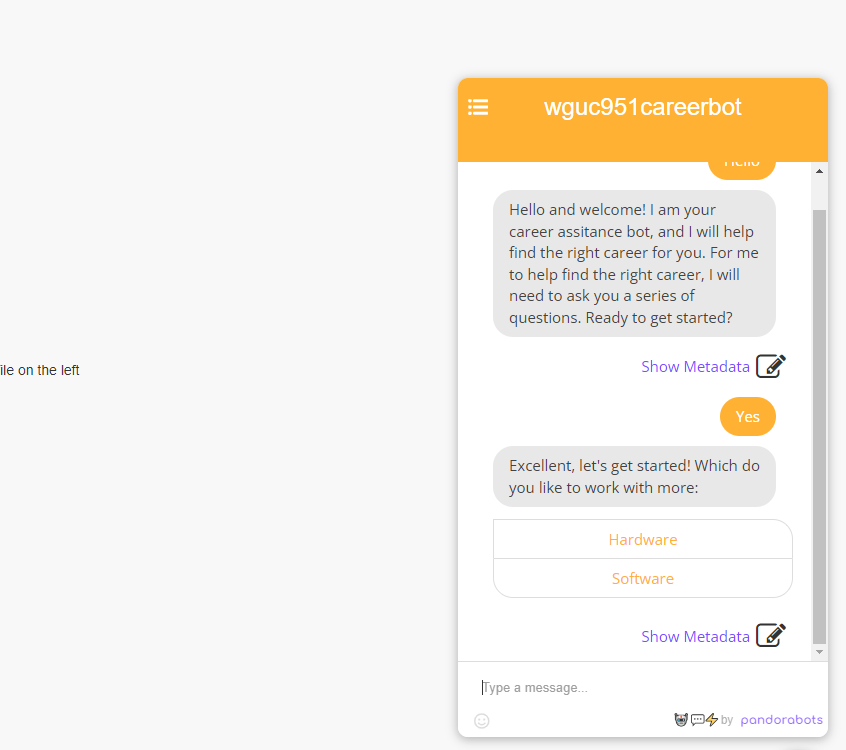 wguc951careerbot
Hello
Hello and welcome! I am your
career assitance bot, and I will help
find the right career for you. For me
to help find the right career, I will
need to ask you a series of
questions. Ready to get started?
Show Metadata
ile on the left
Yes
Excellent, let's get started! Which do
you like to work with more:
Hardware
Software
Show Metadata
Type a message...
by pandorabots